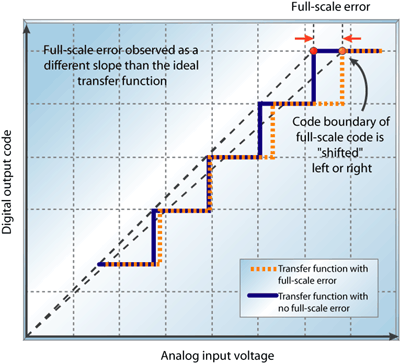 Full-scale error
Full-scale error observed as a
different slope than the ideal
transfer function
Code boundary of
full-scale code is
"shifted"
left or right
Digital output code
Transfer function with
full-scale error
Transfer function with
no full-scale error
Analog input voltage